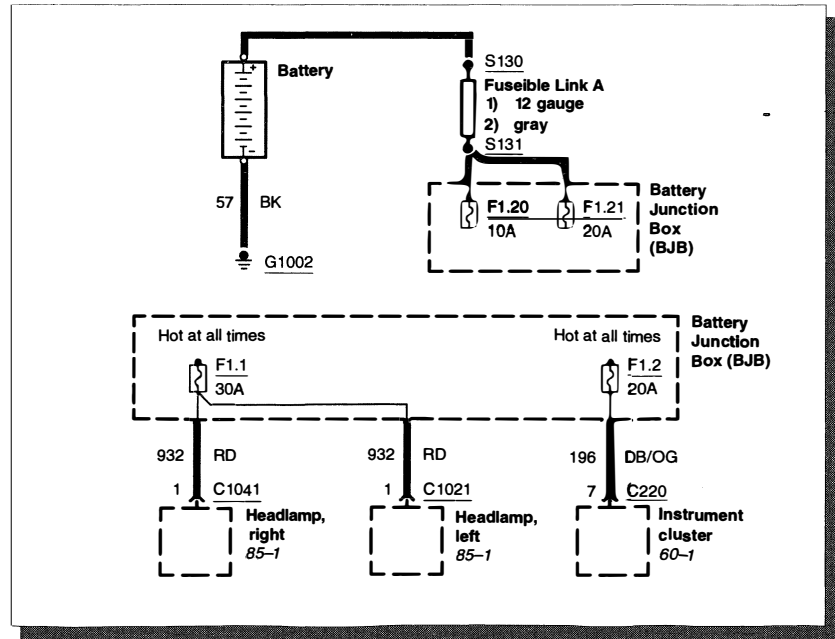 S130
Battery
Fuseible Link A
1) 12 gauge
2) gray
S131
57 BK
G1002
F1.20
10A
F1.21
20A
Battery
Junction
Box
(BJB)
Hot at all times
F1.1
30A
Hot at all times
F1.2
20A
Battery
Junction
Box (BJB)
932 RD
932 RD
196 DB/OG
1 C1041
1 C1021
7 C220
Headlamp,
right
85–1
Headlamp,
left
85–1
Instrument
cluster
60–1